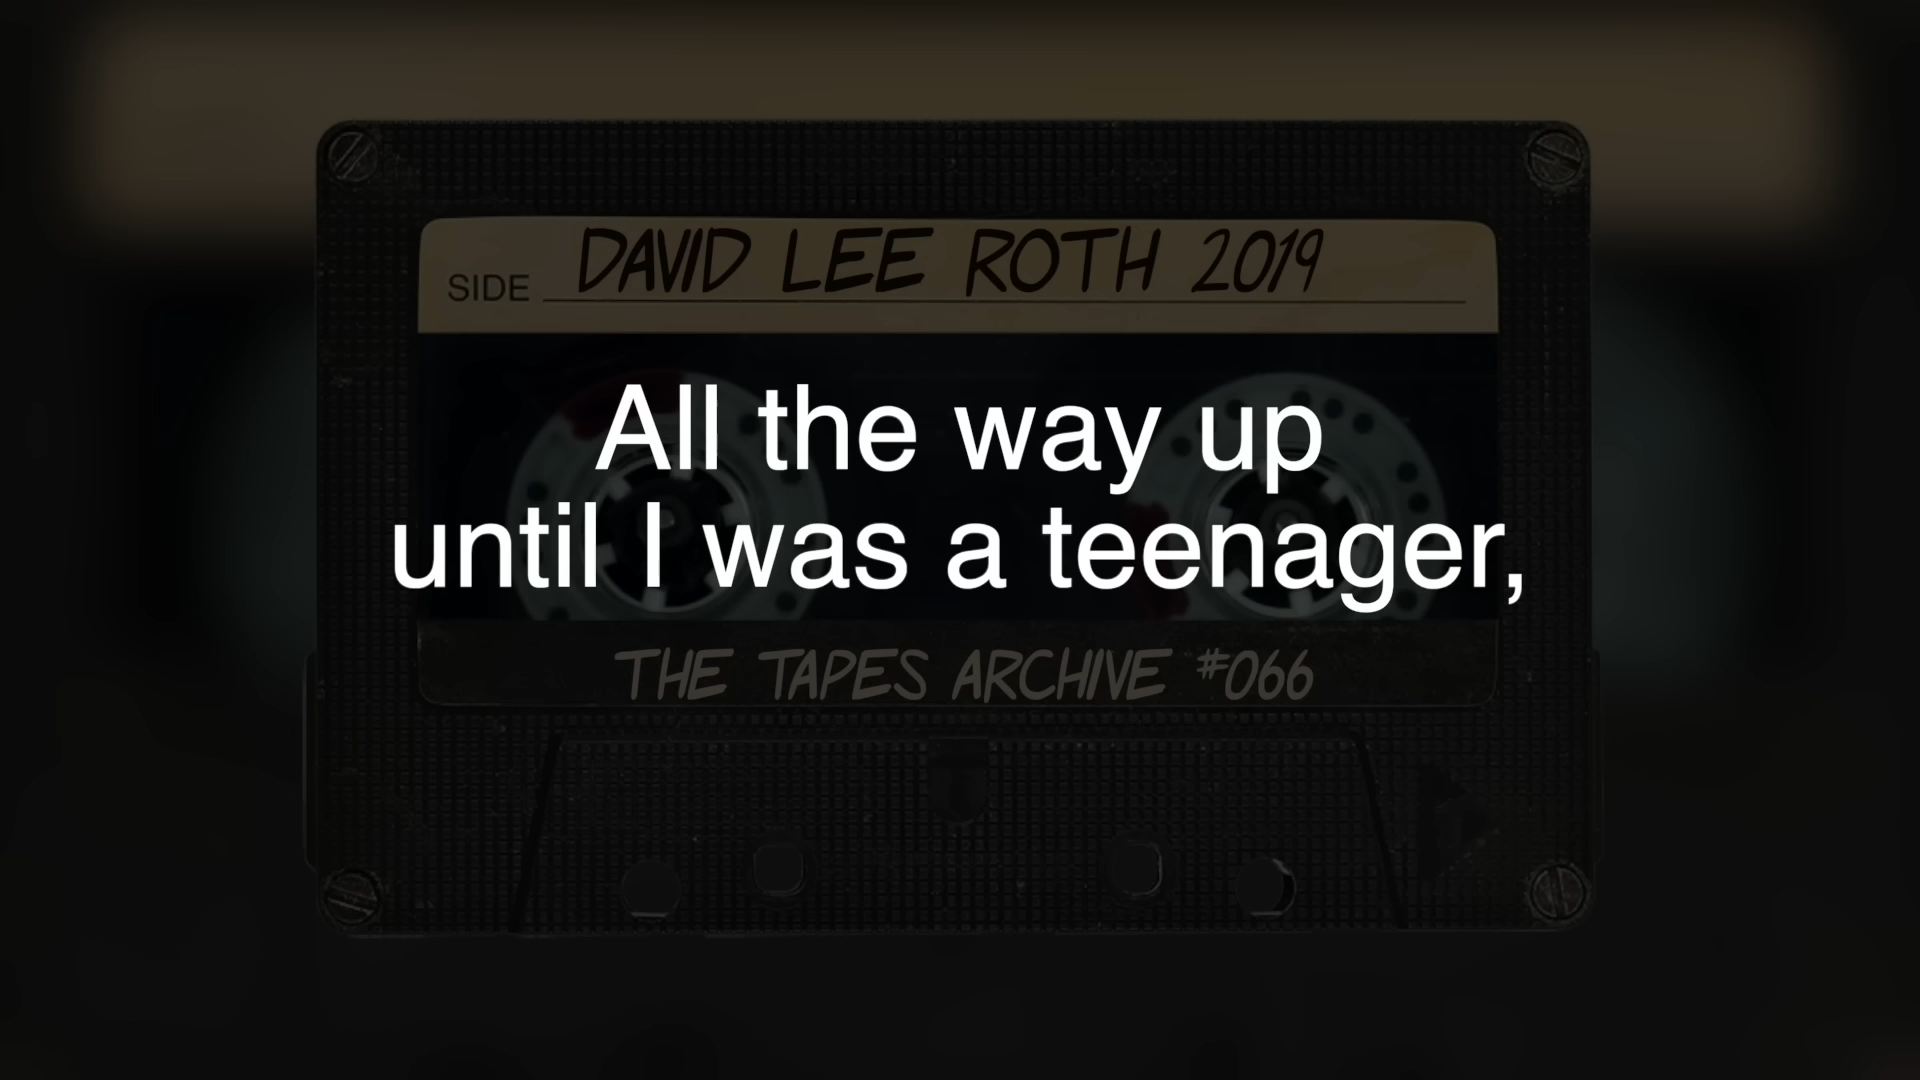 SIDE DAVID LEE ROTH 2019
All the way up
until I was a teenager,
THE TAPES ARCHIVE #066